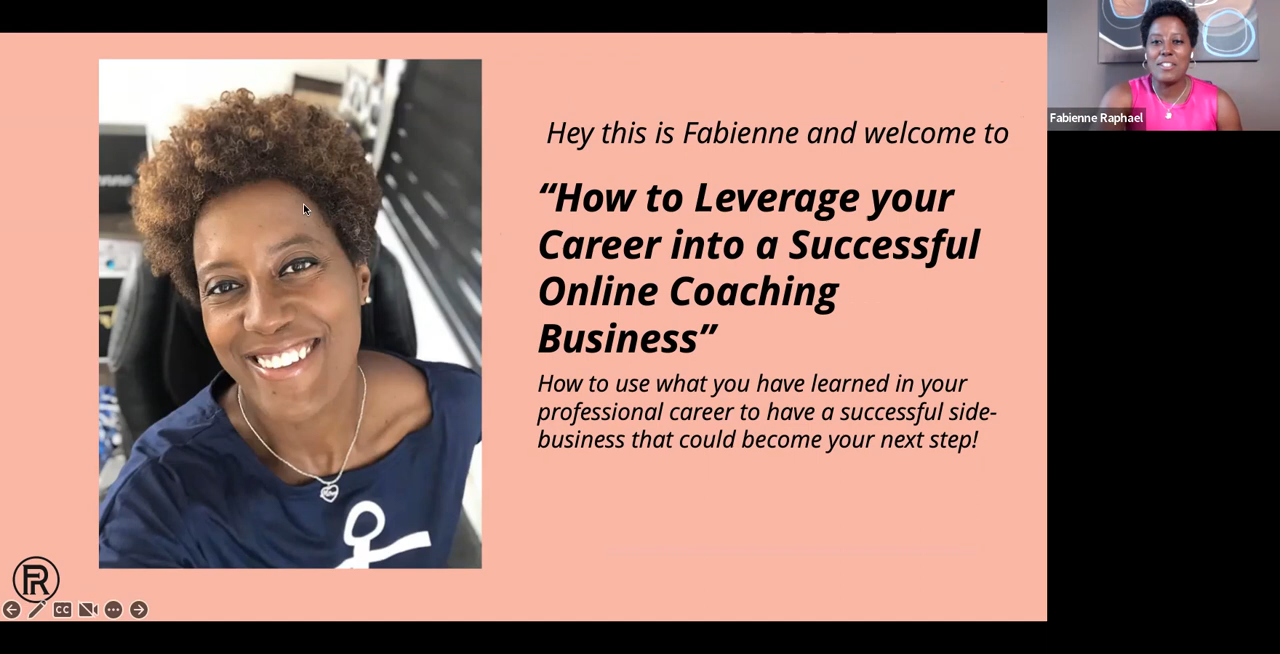 Hey this is Fabienne and welcome to
“How to Leverage your
Career into a Successful
Online Coaching
Business”
How to use what you have learned in your
professional career to have a successful side-
business that could become your next step!
Fabienne Raphael
FR
CC